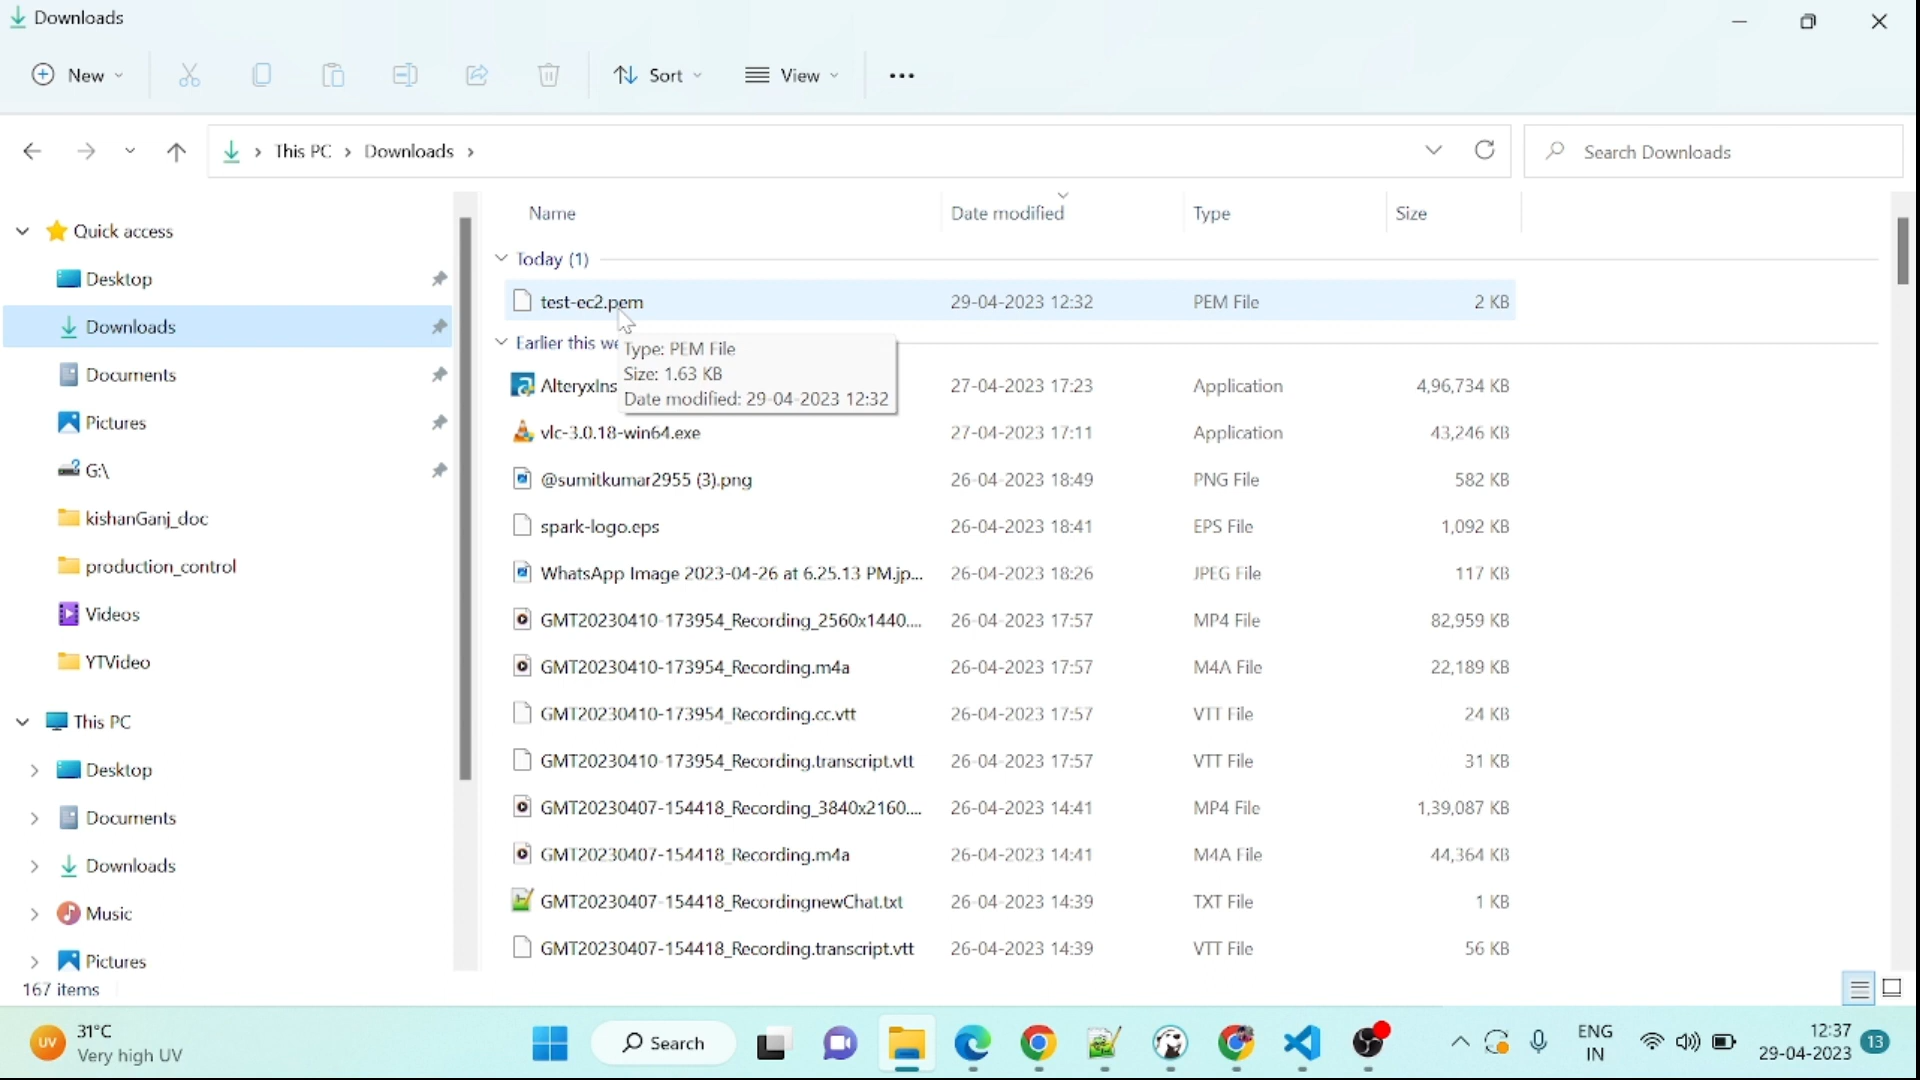 Downloads
New
Sort
View
This PC
Downloads
Search Downloads
Name
Date modified
Type
Size
Quick access
Desktop
Downloads
Documents
Pictures
G:\
kishanGanj_doc
production_control
Videos
YTVideo
This PC
Desktop
Documents
Downloads
Music
Pictures
Today (1)
test-ec2.pem 29-04-2023 12:32 PEM File 2 KB
Earlier this we
Type: PEM File
Size: 1.63 KB
Date modified: 29-04-2023 12:32
AlteryxIns 27-04-2023 17:23 Application 4,96,734 KB
vlc-3.0.18-win64.exe 27-04-2023 17:11 Application 43,246 KB
@sumitkumar2955 (3).png 26-04-2023 18:49 PNG File 582 KB
spark-logo.eps 26-04-2023 18:41 EPS File 1,092 KB
WhatsApp Image 2023-04-26 at 6.25.13 PM.jp... 26-04-2023 18:26 JPEG File 117 KB
GMT20230410-173954_Recording_2560x1440.... 26-04-2023 17:57 MP4 File 82,959 KB
GMT20230410-173954_Recording.m4a 26-04-2023 17:57 M4A File 22,189 KB
GMT20230410-173954_Recording.cc.vtt 26-04-2023 17:57 VTT File 24 KB
GMT20230410-173954_Recording.transcript.vtt 26-04-2023 17:57 VTT File 31 KB
GMT20230407-154418_Recording_3840x2160.... 26-04-2023 14:41 MP4 File 1,39,087 KB
GMT20230407-154418_Recording.m4a 26-04-2023 14:41 M4A File 44,364 KB
GMT20230407-154418_RecordingnewChat.txt 26-04-2023 14:39 TXT File 1 KB
GMT20230407-154418_Recording.transcript.vtt 26-04-2023 14:39 VTT File 56 KB
167 items
UV
31°C
Very high UV
Search
ENG
IN
12:37
29-04-2023
13